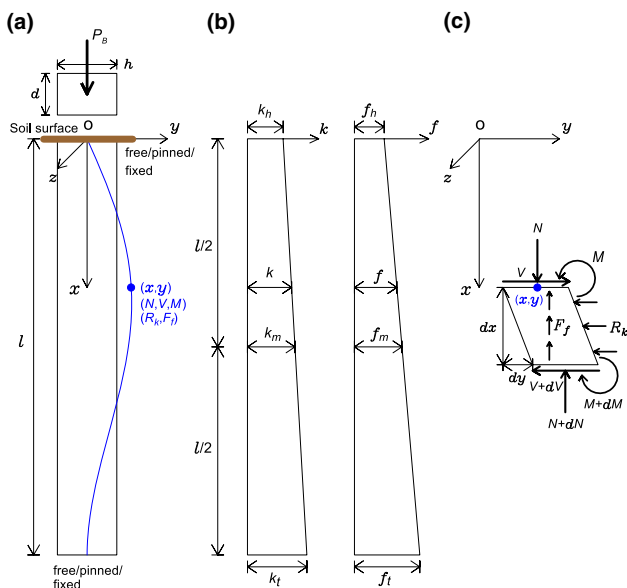 (a)
P_B
h
d
Soil surface
O
y
free/pinned/
fixed
z
x
(x,y)
(N,V,M)
(R_k,F_f)
l
free/pinned/
fixed
(b)
k_h
k
f_h
f
l/2
k
f
k_m
f_m
l/2
k_t
f_t
(c)
O
y
z
x
N
V
M
(x,y)
dx
F_f
R_k
dy
V+dV
M+dM
N+dN